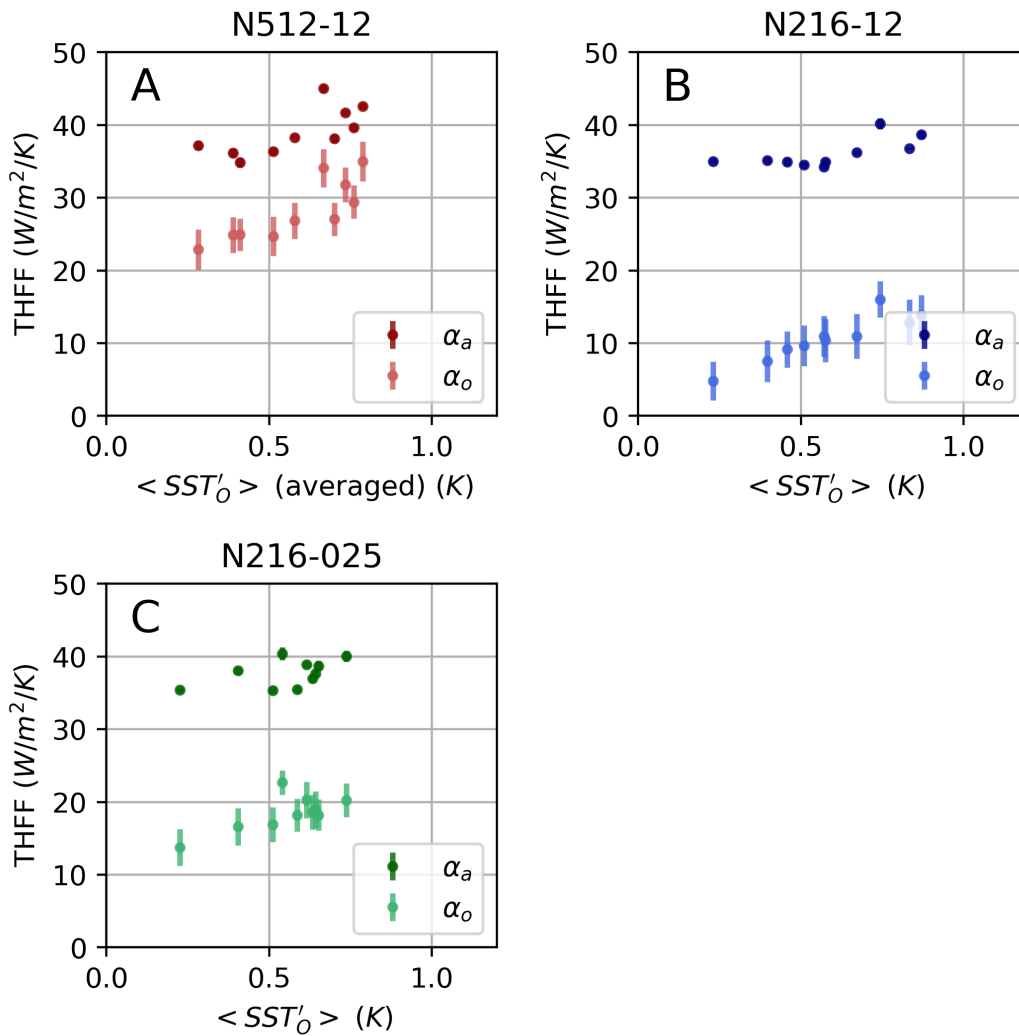 N512-12
A
THFF (W/m²/K)
50
40
30
20
10
0
0.0 0.5 1.0
<SST'_O> (averaged) (K)
α_a
α_o
N216-12
B
THFF (W/m²/K)
50
40
30
20
10
0
0.0 0.5 1.0
<SST'_O> (K)
α_a
α_o
N216-025
C
THFF (W/m²/K)
50
40
30
20
10
0
0.0 0.5 1.0
<SST'_O> (K)
α_a
α_o